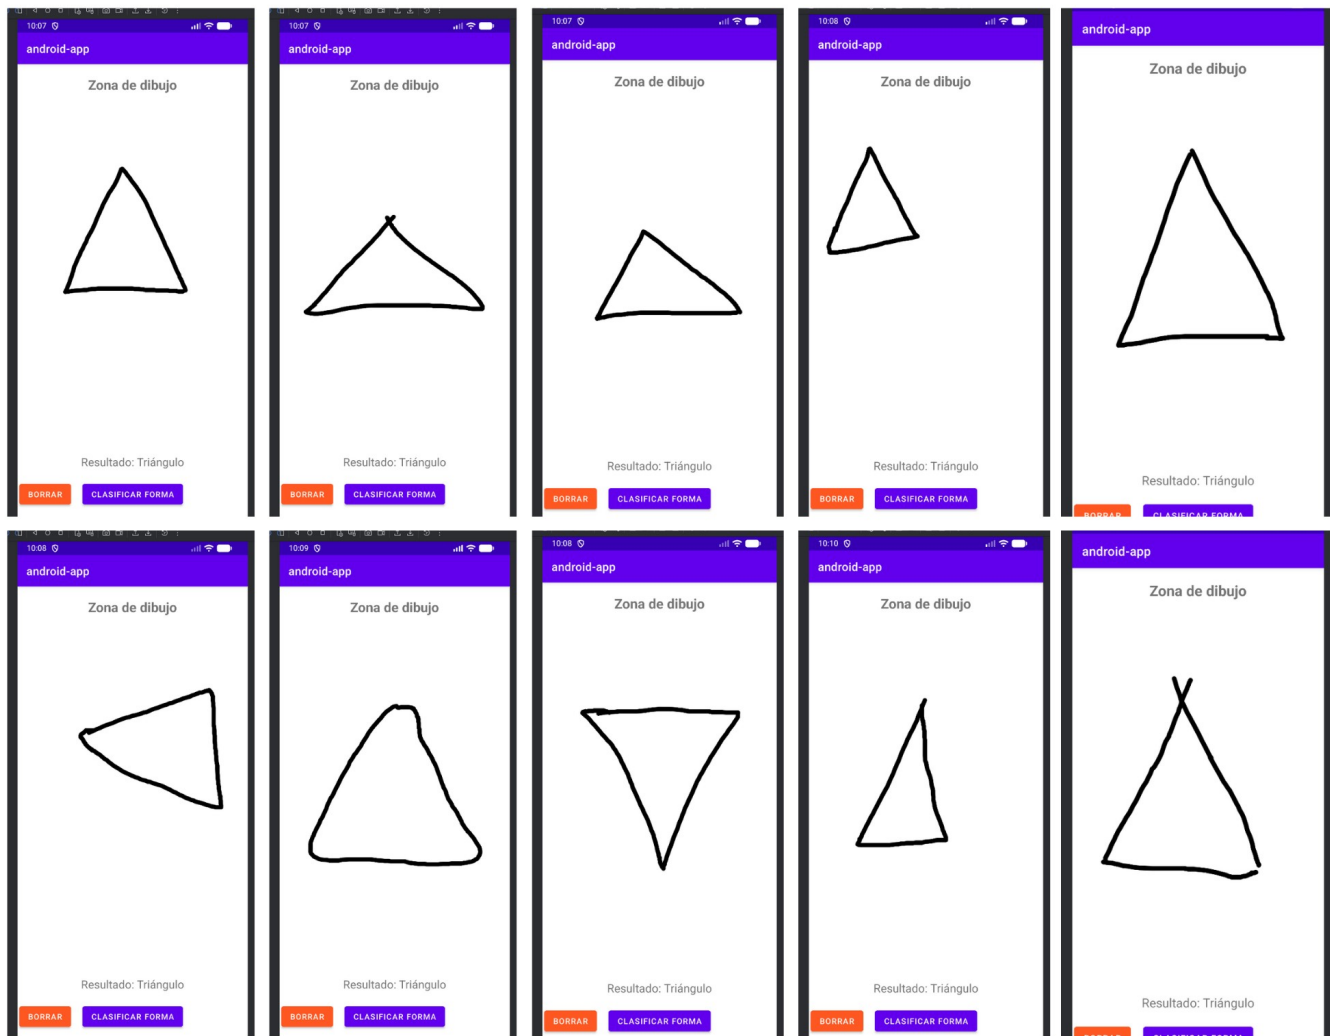 10:07
android-app
Zona de dibujo
Resultado: Triángulo
BORRAR CLASIFICAR FORMA
10:07
android-app
Zona de dibujo
Resultado: Triángulo
BORRAR CLASIFICAR FORMA
10:07
android-app
Zona de dibujo
Resultado: Triángulo
BORRAR CLASIFICAR FORMA
10:08
android-app
Zona de dibujo
Resultado: Triángulo
BORRAR CLASIFICAR FORMA
android-app
Zona de dibujo
Resultado: Triángulo
BORRAR CLASIFICAR FORMA
10:08
android-app
Zona de dibujo
Resultado: Triángulo
BORRAR CLASIFICAR FORMA
10:09
android-app
Zona de dibujo
Resultado: Triángulo
BORRAR CLASIFICAR FORMA
10:08
android-app
Zona de dibujo
Resultado: Triángulo
BORRAR CLASIFICAR FORMA
10:10
android-app
Zona de dibujo
Resultado: Triángulo
BORRAR CLASIFICAR FORMA
android-app
Zona de dibujo
Resultado: Triángulo